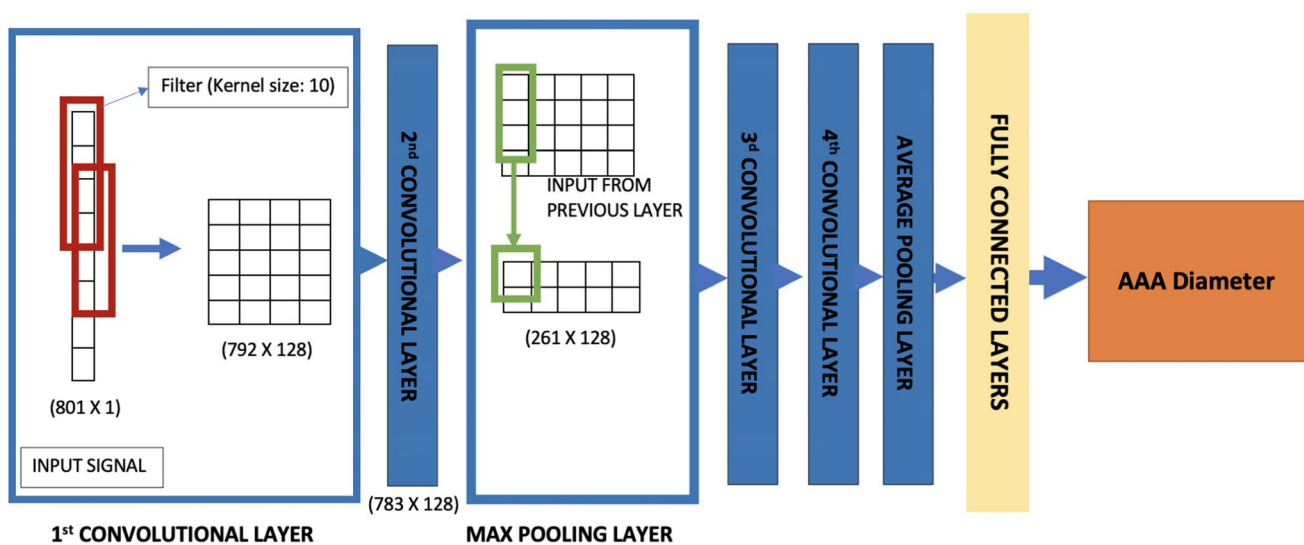 Filter (Kernel size: 10)
(801 X 1)
(792 X 128)
INPUT SIGNAL
1st CONVOLUTIONAL LAYER
2nd CONVOLUTIONAL LAYER
(783 X 128)
INPUT FROM
PREVIOUS LAYER
(261 X 128)
MAX POOLING LAYER
3d CONVOLUTIONAL LAYER
4th CONVOLUTIONAL LAYER
AVERAGE POOLING
LAYER
FULLY CONNECTED LAYERS
AAA Diameter